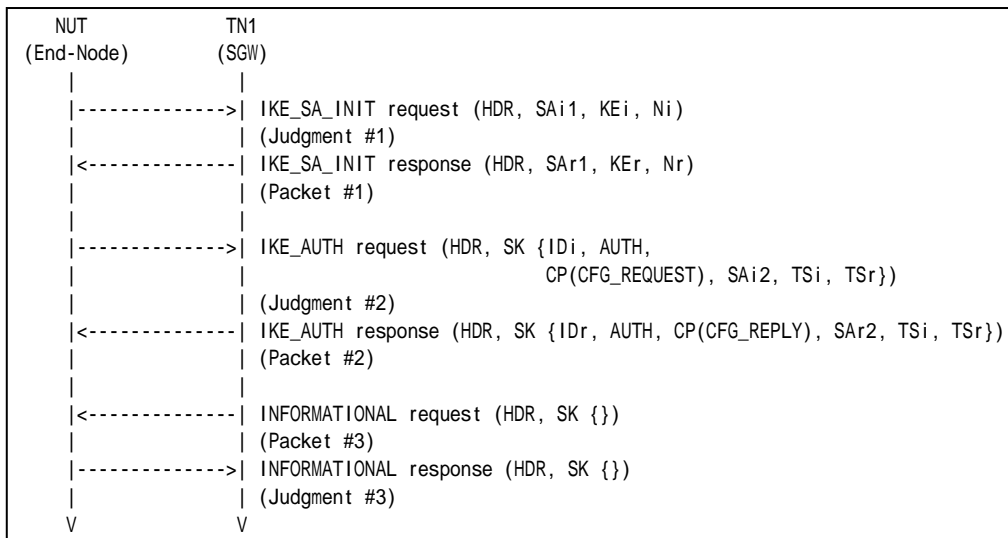 NUT TN1
(End-Node) (SGW)
| |
|-------------->| IKE_SA_INIT request (HDR, SAi1, KEi, Ni)
| | (Judgment #1)
|<--------------| IKE_SA_INIT response (HDR, SAr1, KEr, Nr)
| | (Packet #1)
| |
|-------------->| IKE_AUTH request (HDR, SK {IDi, AUTH,
| | CP(CFG_REQUEST), SAi2, TSi, TSr})
| | (Judgment #2)
|<--------------| IKE_AUTH response (HDR, SK {IDr, AUTH, CP(CFG_REPLY), SAr2, TSi, TSr})
| | (Packet #2)
| |
|<--------------| INFORMATIONAL request (HDR, SK {})
| | (Packet #3)
|-------------->| INFORMATIONAL response (HDR, SK {})
| | (Judgment #3)
V V